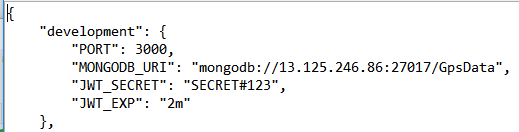 {
"development": {
"PORT": 3000,
"MONGODB_URI": "mongodb://13.125.246.86:27017/GpsData",
"JWT_SECRET": "SECRET#123",
"JWT_EXP": "2m"
},